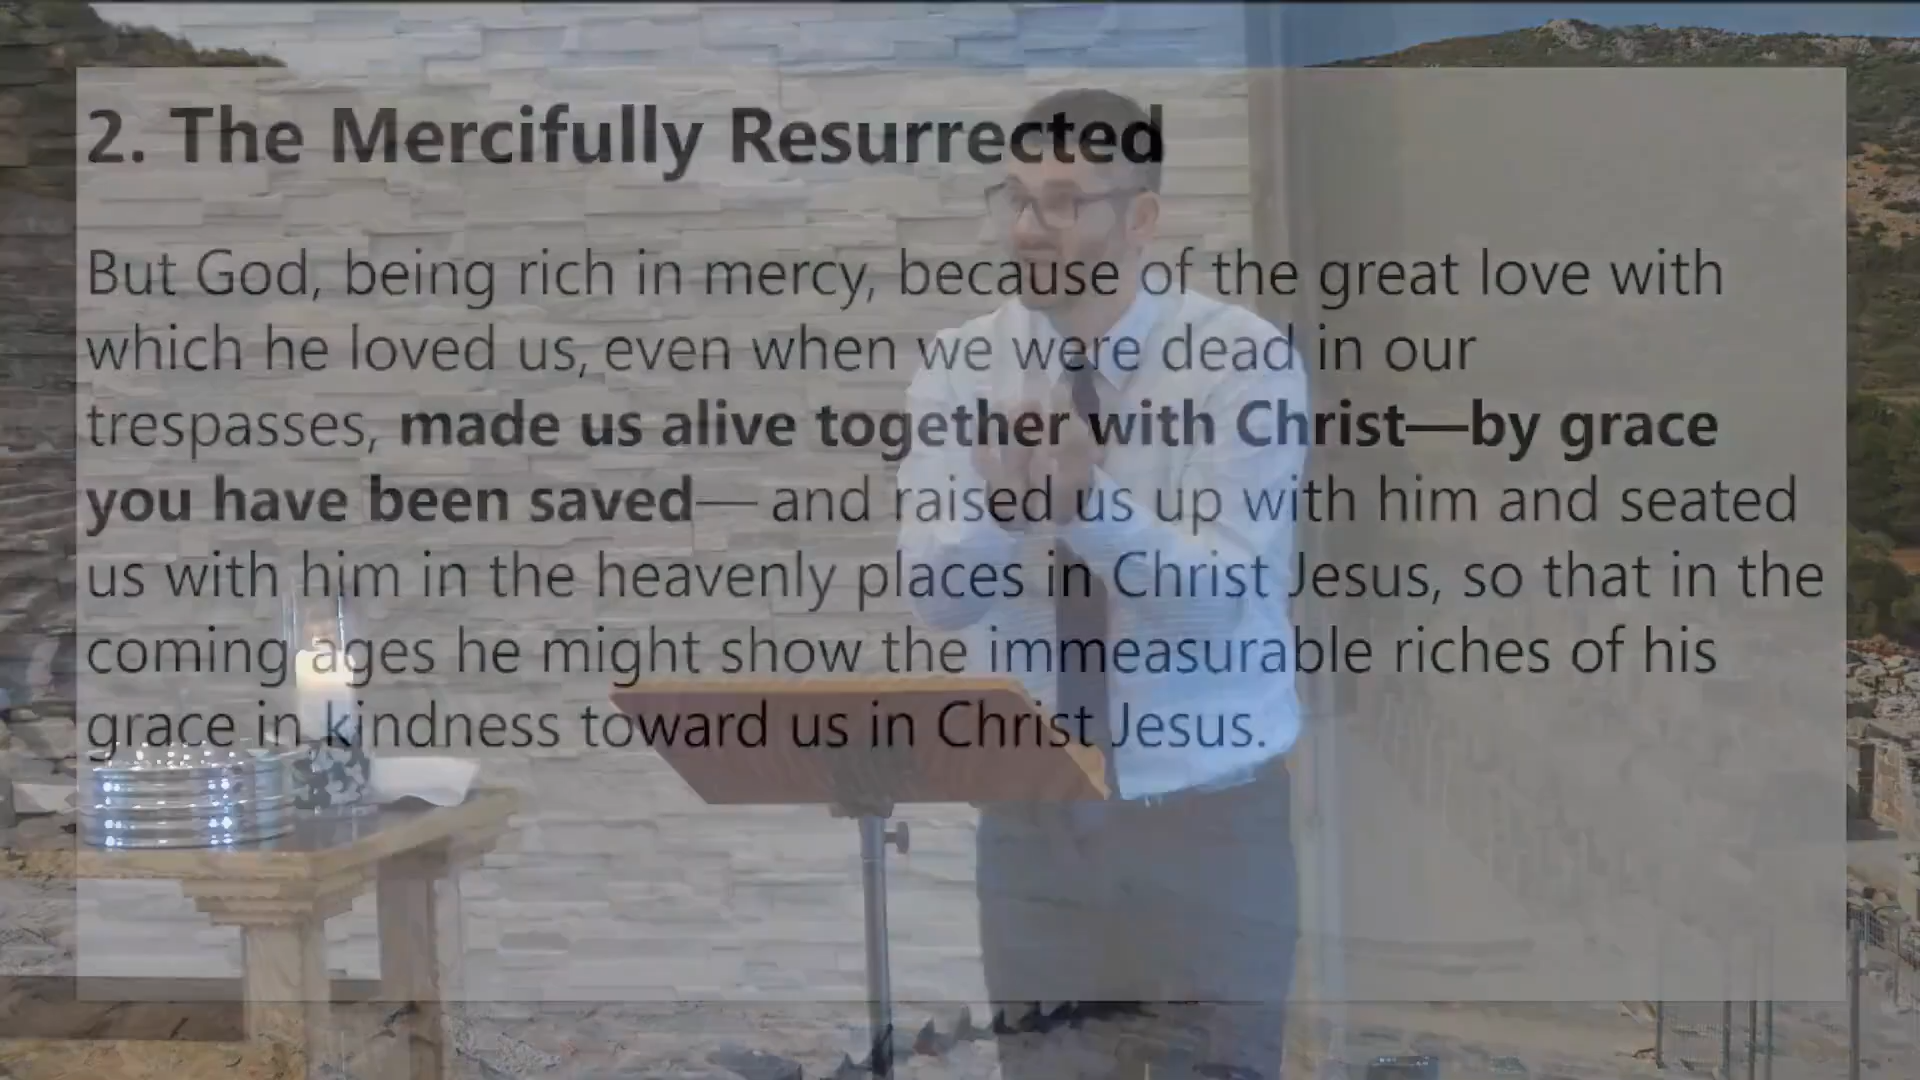 2. The Mercifully Resurrected
But God, being rich in mercy, because of the great love with
which he loved us, even when we were dead in our
trespasses, made us alive together with Christ—by grace
you have been saved— and raised us up with him and seated
us with him in the heavenly places in Christ Jesus, so that in the
coming ages he might show the immeasurable riches of his
grace in kindness toward us in Christ Jesus.